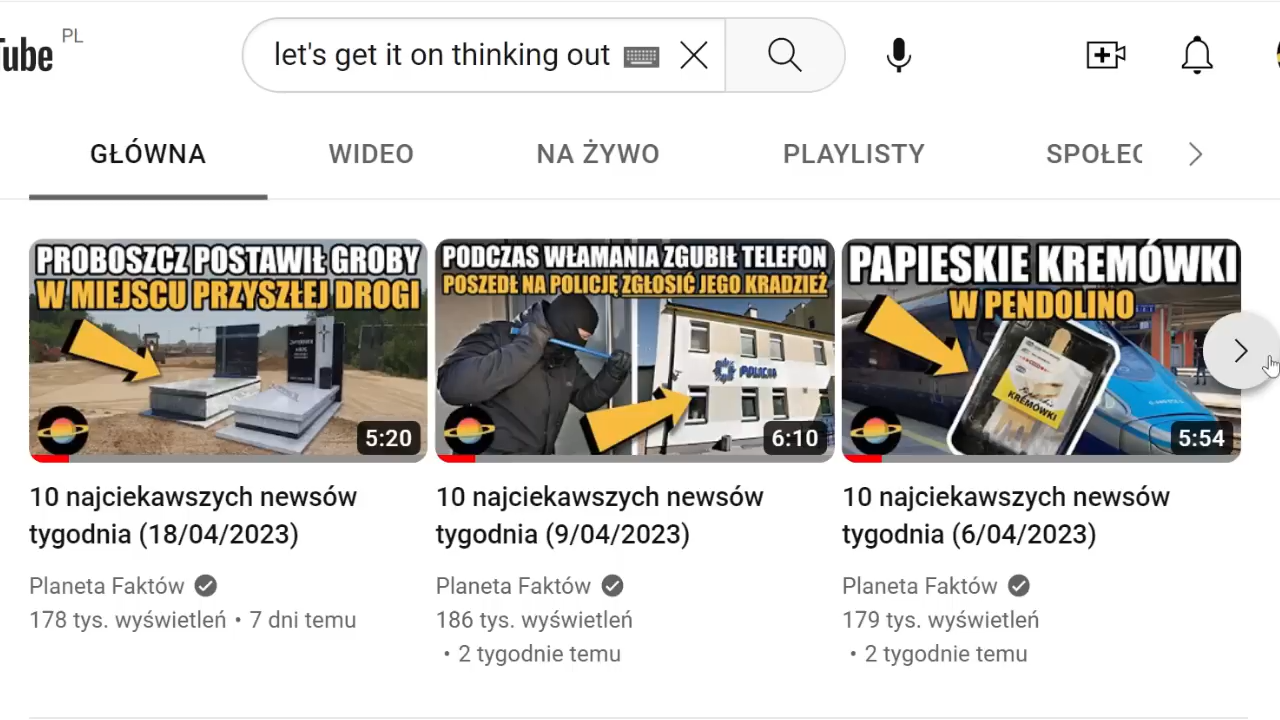 Tube PL
let's get it on thinking out
GŁÓWNA WIDEO NA ŻYWO PLAYLISTY SPOŁEC
PROBOSZCZ POSTAWIŁ GROBY
W MIEJSCU PRZYSZŁEJ DROGI
5:20
PODCZAS WŁAMANIA ZGUBIŁ TELEFON
POSZEDŁ NA POLICJĘ ZGŁOSIĆ JEGO KRADZIEŻ
POLICJA
6:10
PAPIESKIE KREMÓWKI
W PENDOLINO
KREMÓWKI
5:54
10 najciekawszych newsów
tygodnia (18/04/2023)
Planeta Faktów
178 tys. wyświetleń • 7 dni temu
10 najciekawszych newsów
tygodnia (9/04/2023)
Planeta Faktów
186 tys. wyświetleń
• 2 tygodnie temu
10 najciekawszych newsów
tygodnia (6/04/2023)
Planeta Faktów
179 tys. wyświetleń
• 2 tygodnie temu